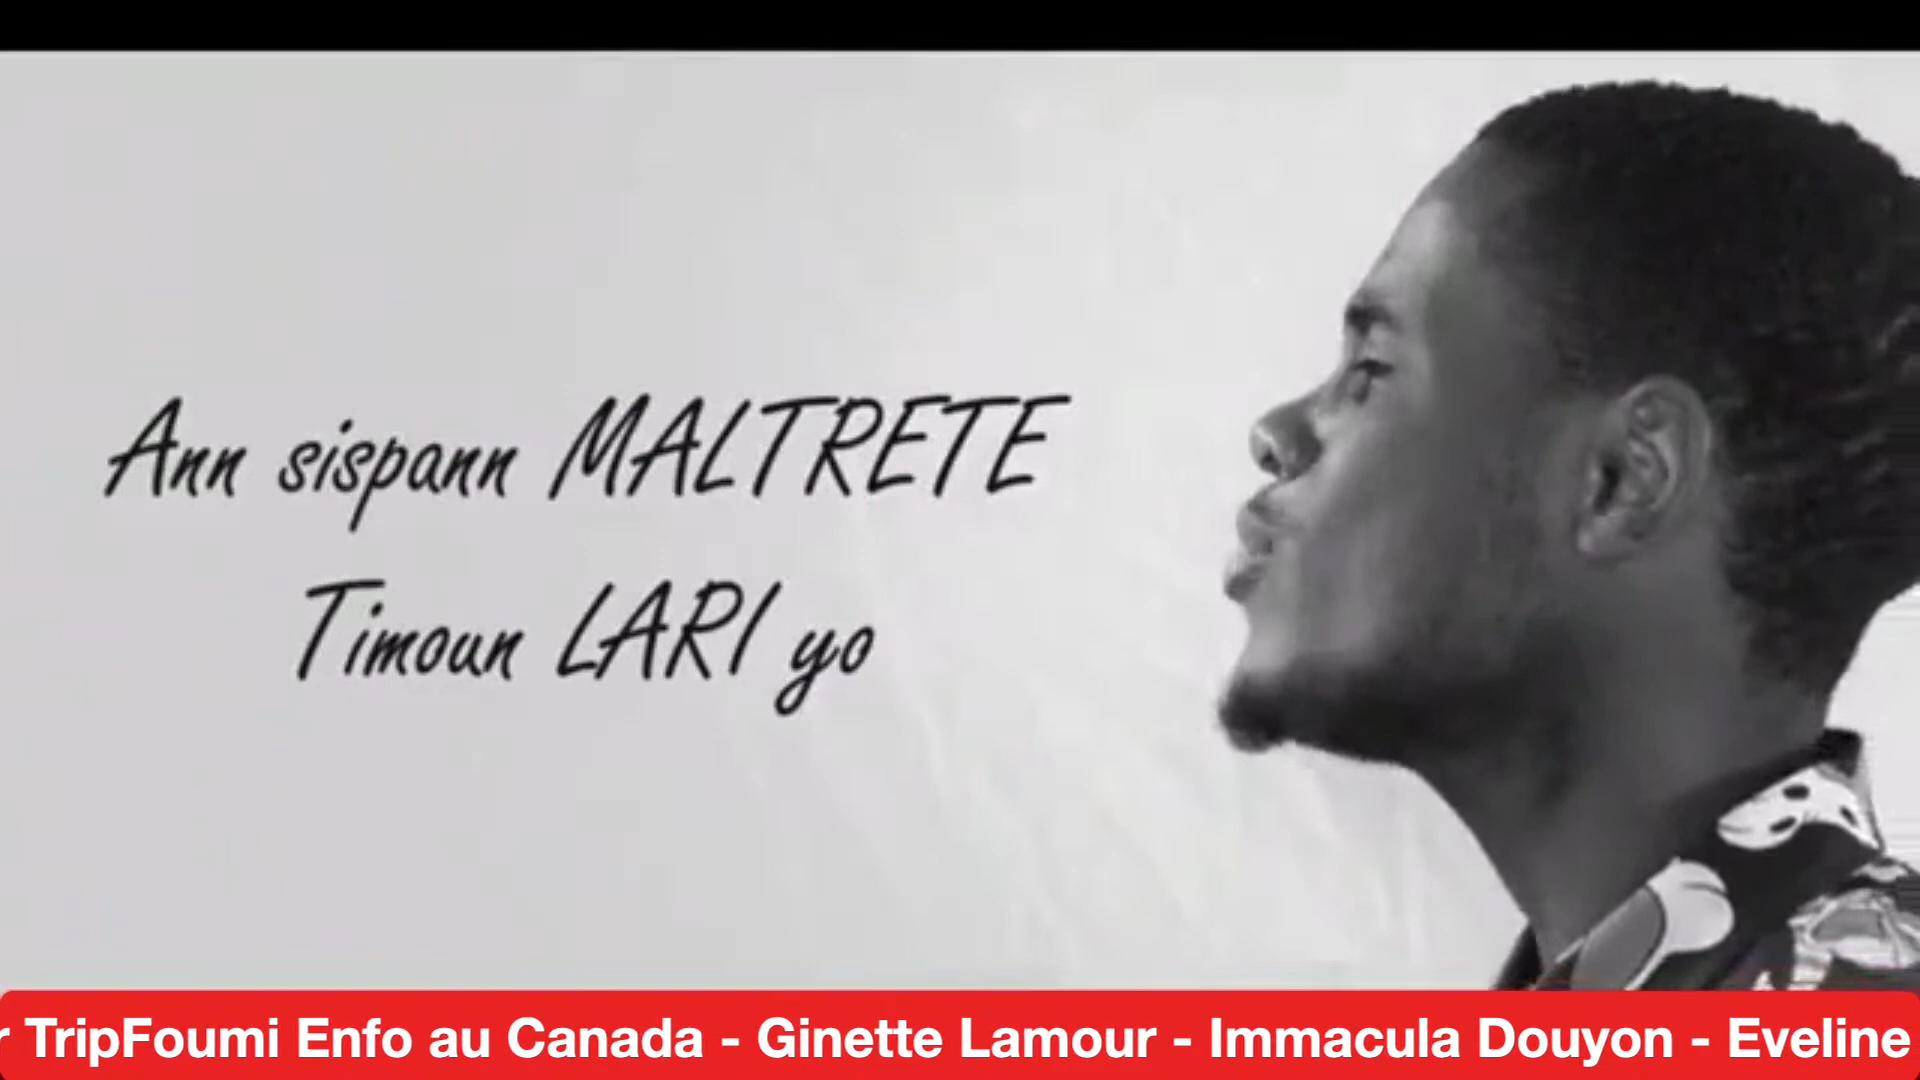 Ann sispann MALTRETE
Timoun LARI yo
TripFoumi Enfo au Canada - Ginette Lamour - Immacula Douyon - Eveline